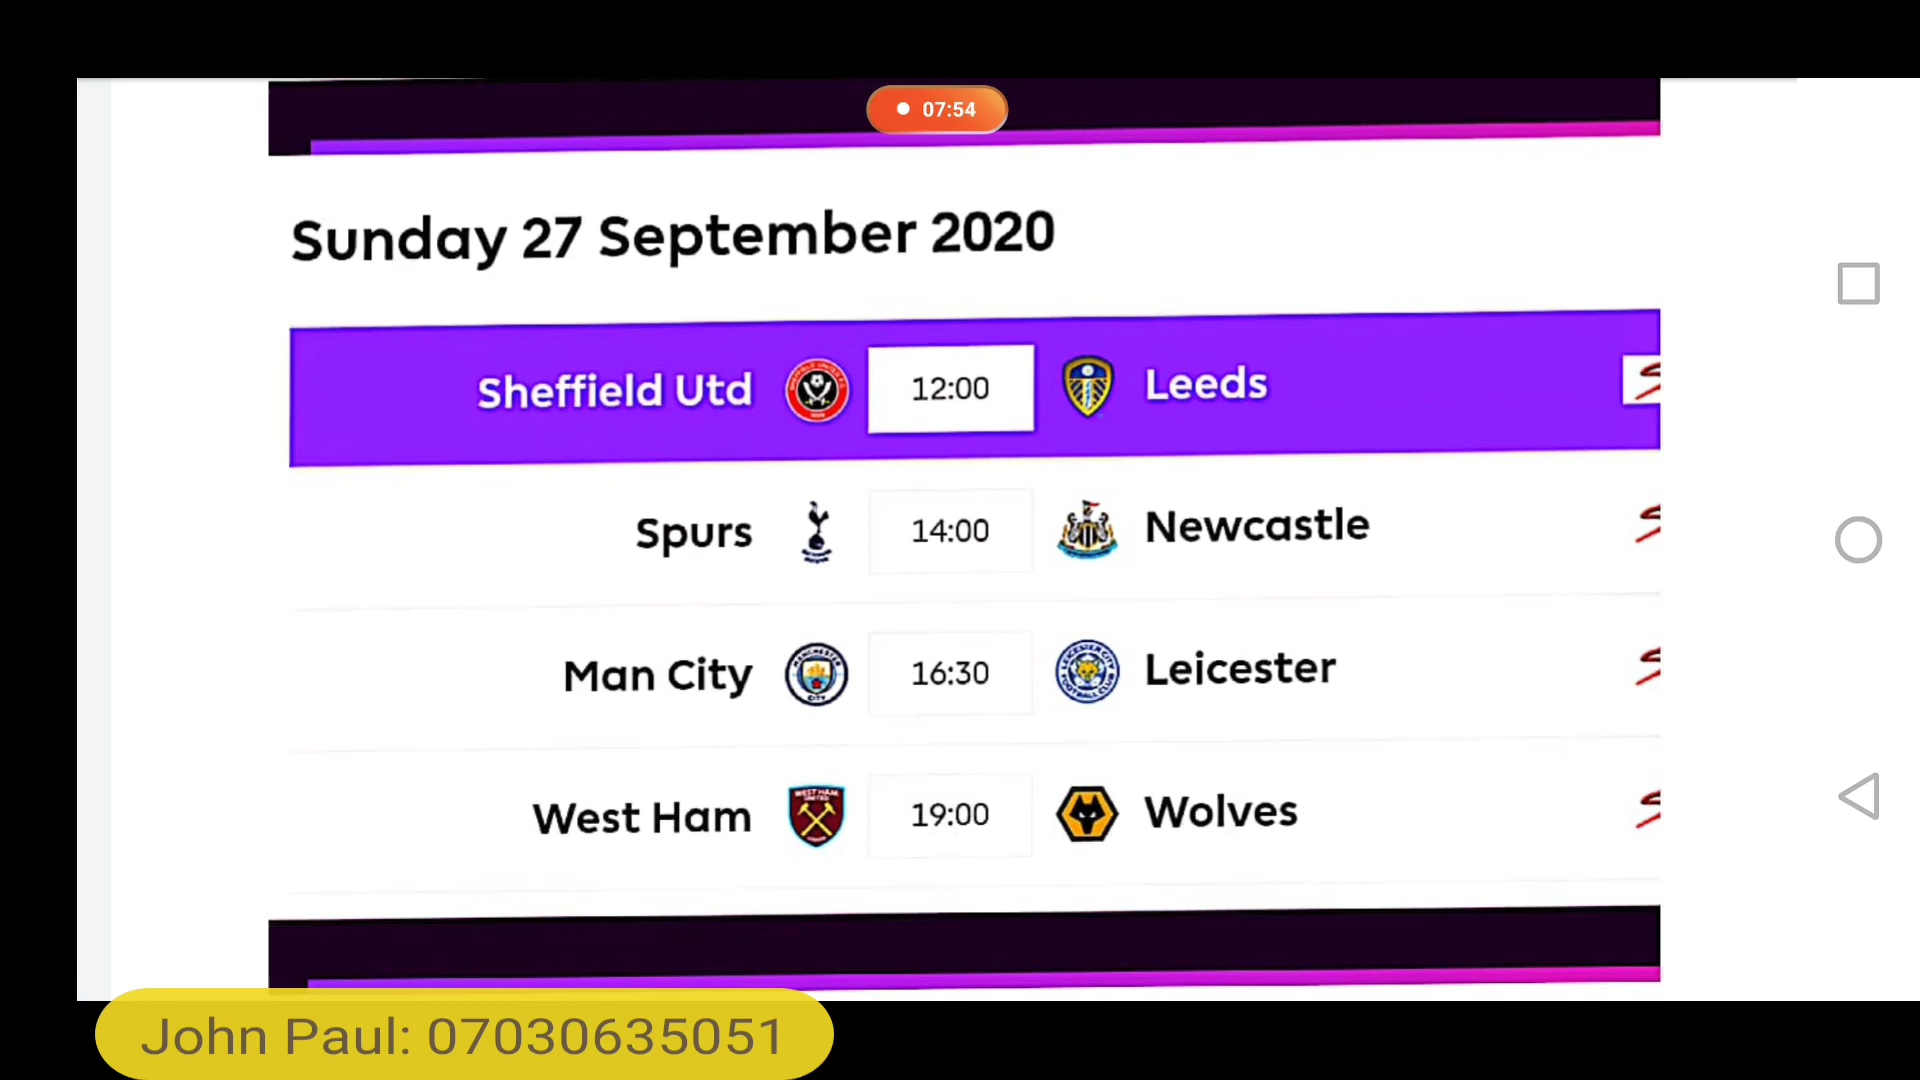 07:54
Sunday 27 September 2020
Sheffield Utd 12:00 Leeds
Spurs 14:00 Newcastle
Man City 16:30 Leicester
West Ham 19:00 Wolves
John Paul: 07030635051